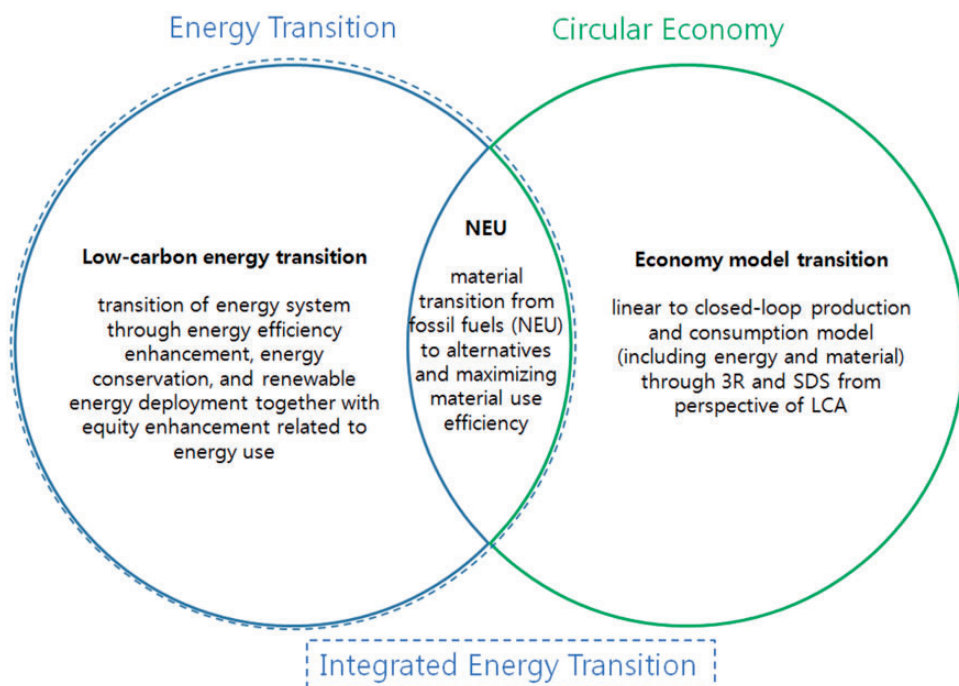 Energy Transition
Circular Economy
Low-carbon energy transition
transition of energy system
through energy efficiency
enhancement, energy
conservation, and renewable
energy deployment together with
equity enhancement related to
energy use
NEU
material
transition from
fossil fuels (NEU)
to alternatives
and maximizing
material use
efficiency
Economy model transition
linear to closed-loop production
and consumption model
(including energy and material)
through 3R and SDS from
perspective of LCA
Integrated Energy Transition